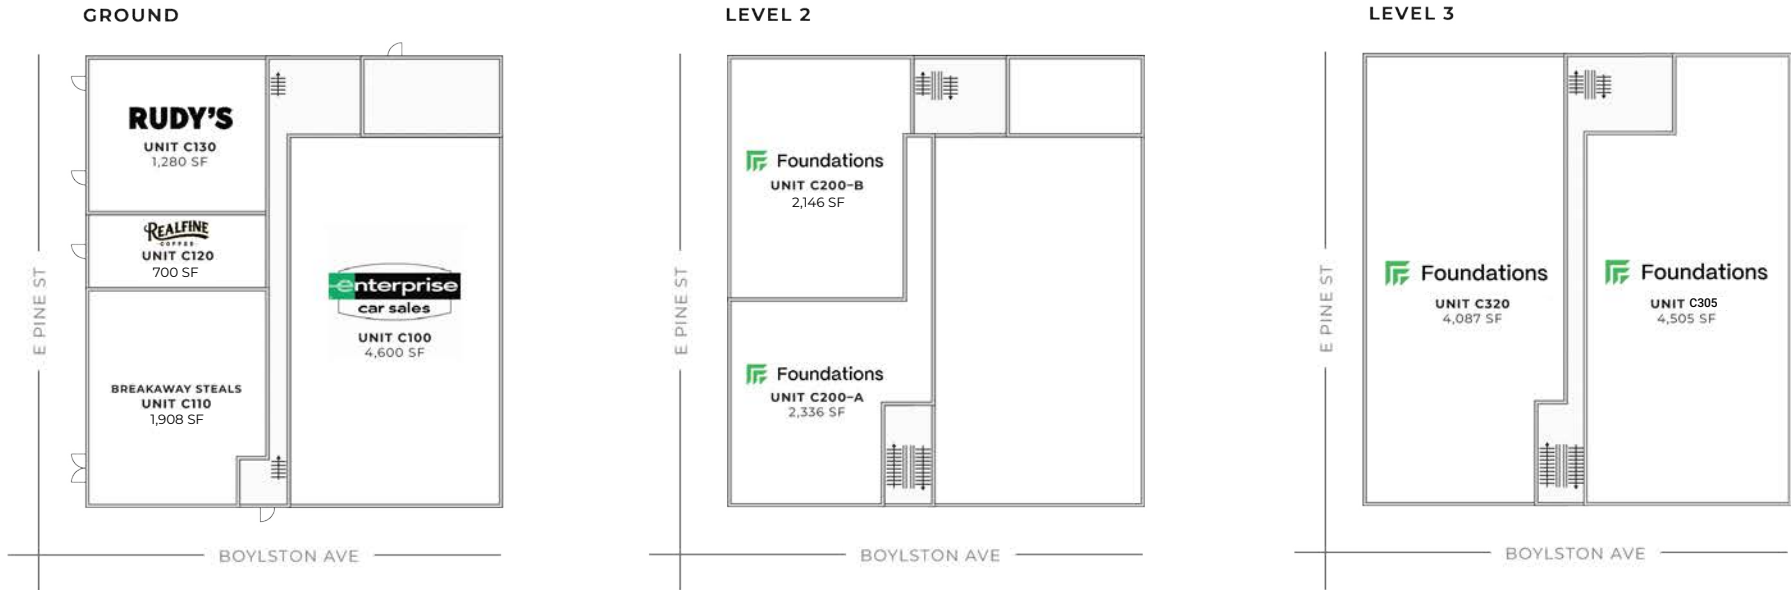 GROUND
RUDY'S
UNIT C130
1,280 SF
REALFINE
COFFEE
UNIT C120
700 SF
BREAKAWAY STEALS
UNIT C110
1,908 SF
enterprise
car sales
UNIT C100
4,600 SF
E PINE ST
BOYLSTON AVE
LEVEL 2
Foundations
UNIT C200-B
2,146 SF
Foundations
UNIT C200-A
2,336 SF
E PINE ST
BOYLSTON AVE
LEVEL 3
Foundations
UNIT C320
4,087 SF
Foundations
UNIT C305
4,505 SF
E PINE ST
BOYLSTON AVE